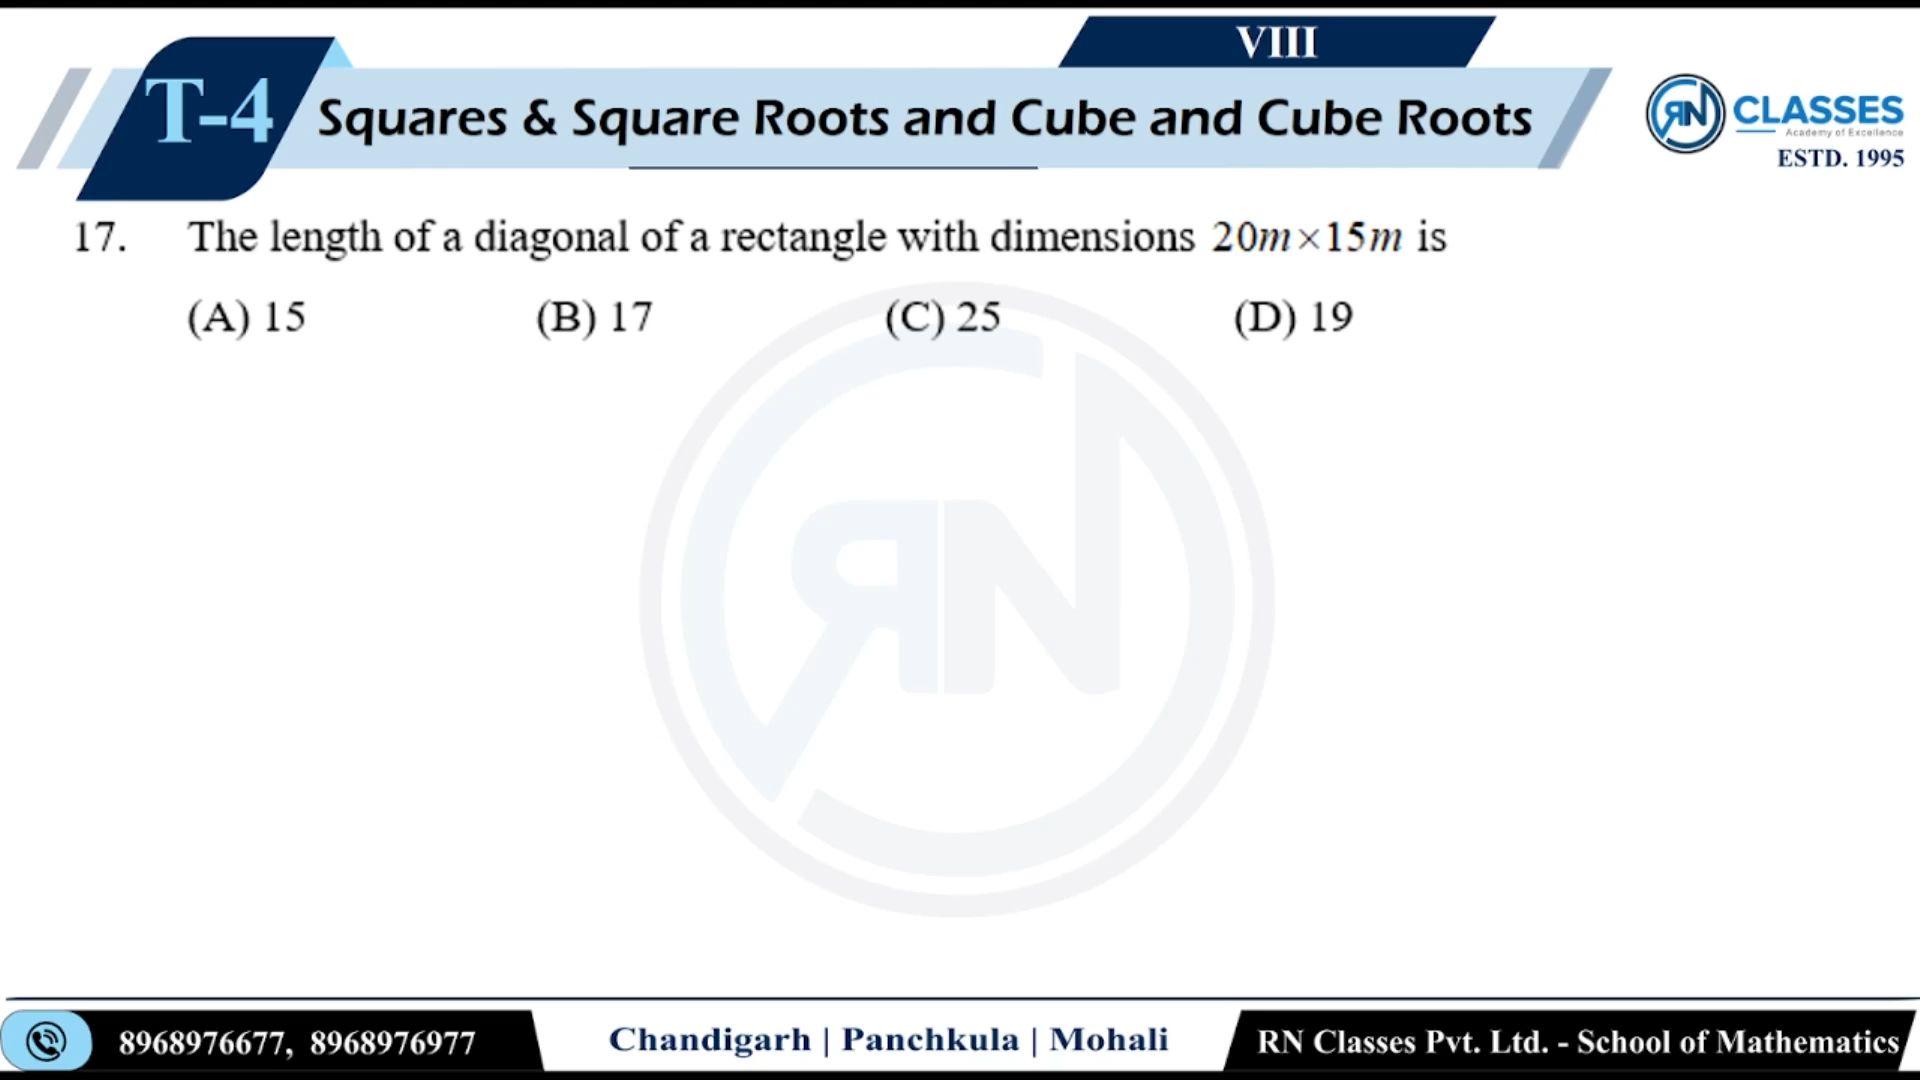 VIII
T-4 Squares & Square Roots and Cube and Cube Roots
RN CLASSES
Academy of Excellence
ESTD. 1995
17. The length of a diagonal of a rectangle with dimensions 20m×15m is
(A) 15 (B) 17 (C) 25 (D) 19
RN
8968976677, 8968976977 Chandigarh | Panchkula | Mohali RN Classes Pvt. Ltd. - School of Mathematics